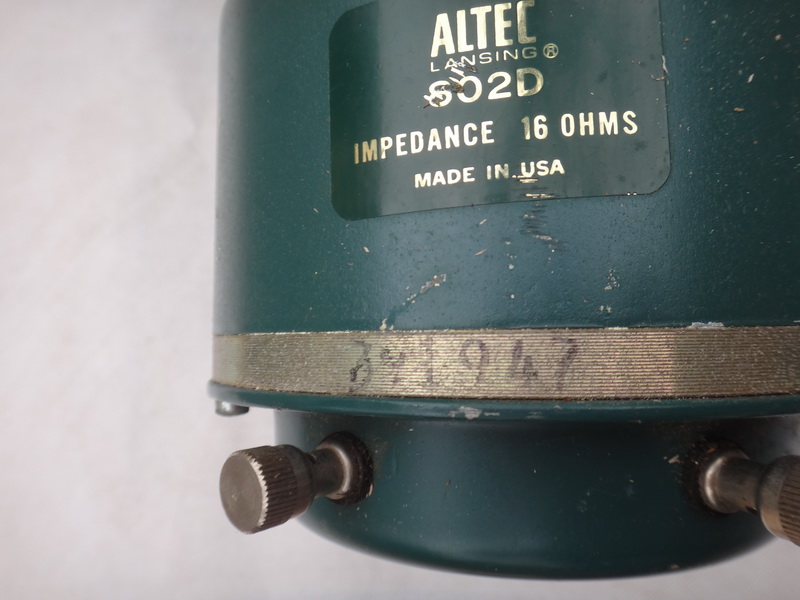 ALTEC
LANSING®
802D
IMPEDANCE 16 OHMS
MADE IN USA